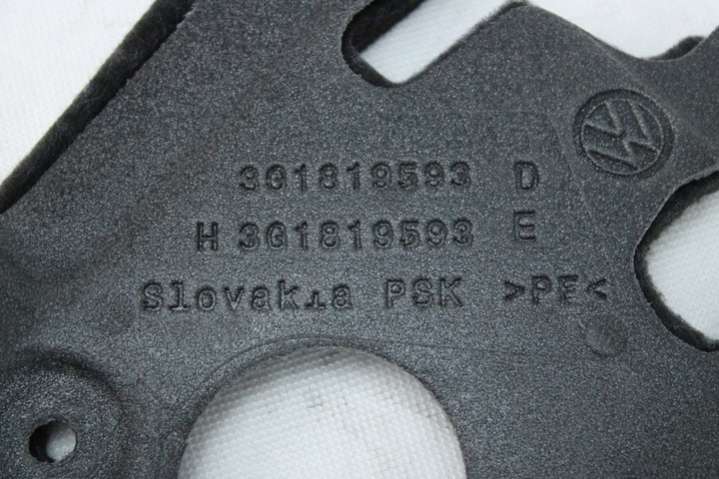 3G1819593 D
H 3G1819593 E
Slovakia PSK >PE<